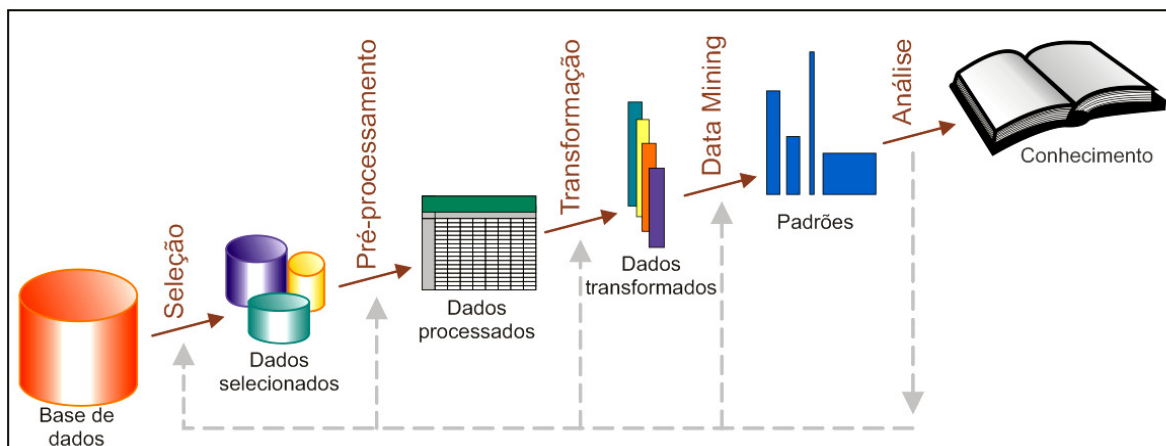 Seleção
Pré-processamento
Transformação
Data Mining
Análise
Base de
dados
Dados
selecionados
Dados
processados
Dados
transformados
Padrões
Conhecimento